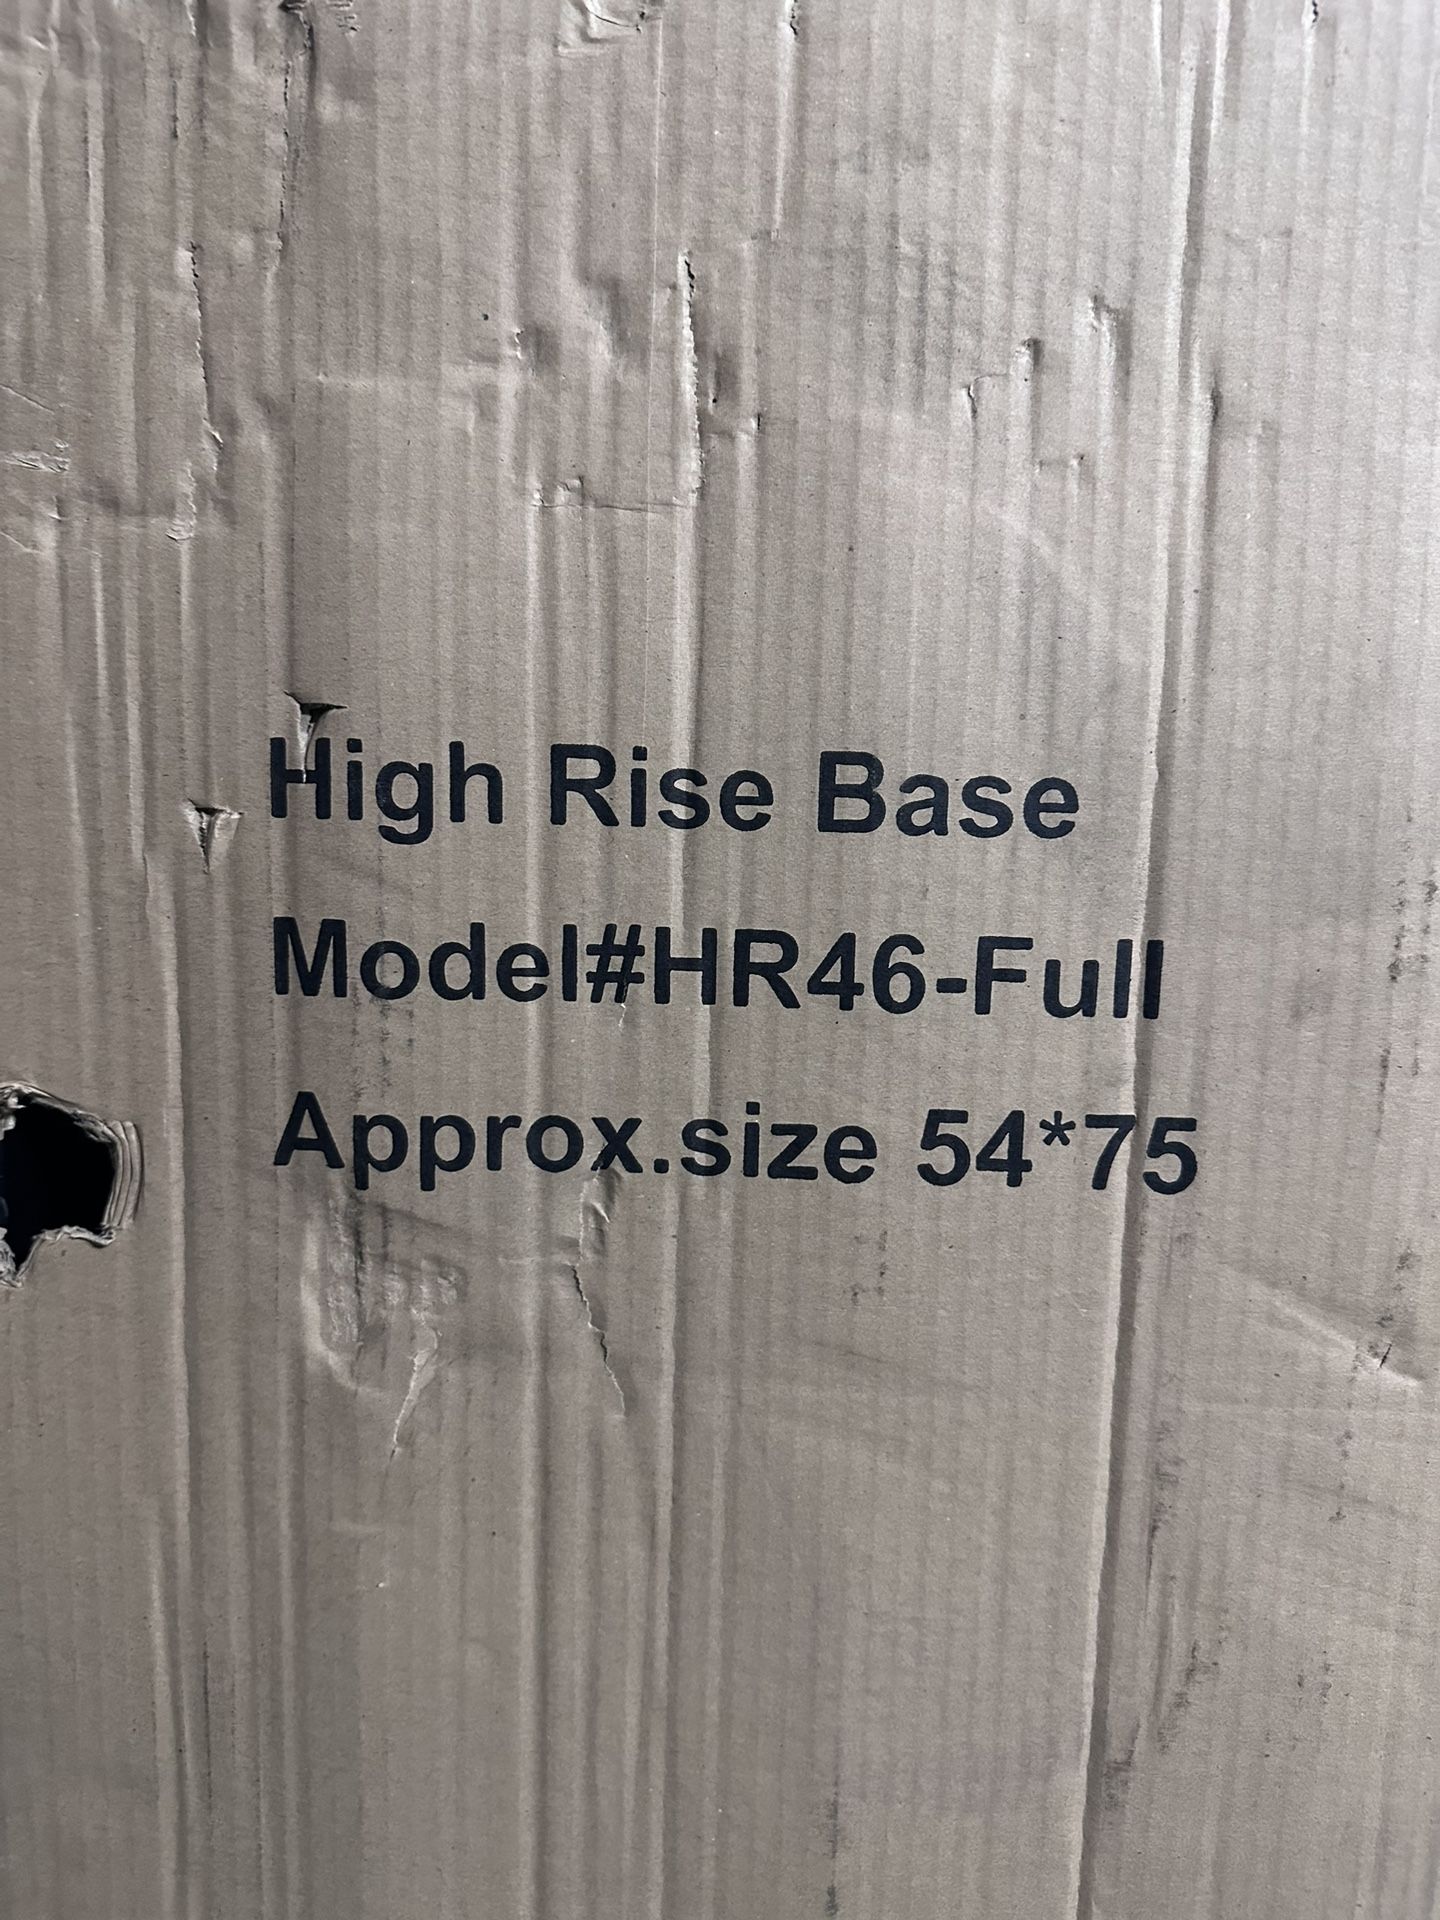 High Rise Base
Model#HR46-Full
Approx.size 54*75